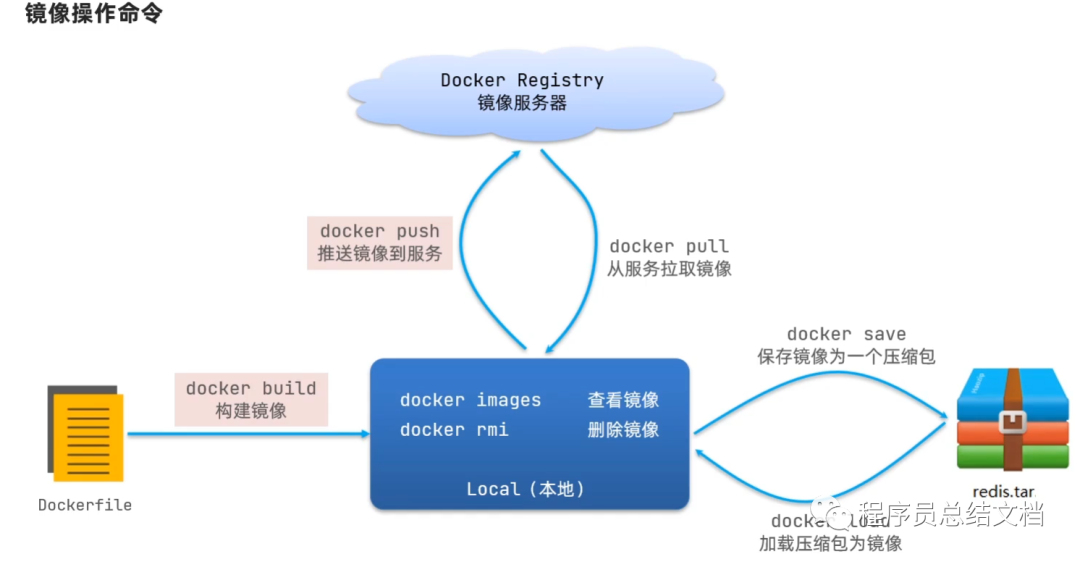 镜像操作命令
Docker Registry
镜像服务器
docker push
推送镜像到服务
docker pull
从服务拉取镜像
docker save
保存镜像为一个压缩包
docker build
构建镜像
docker images 查看镜像
docker rmi 删除镜像
Local（本地）
Dockerfile
redis.tar
程序员总结文档
docker load
加载压缩包为镜像